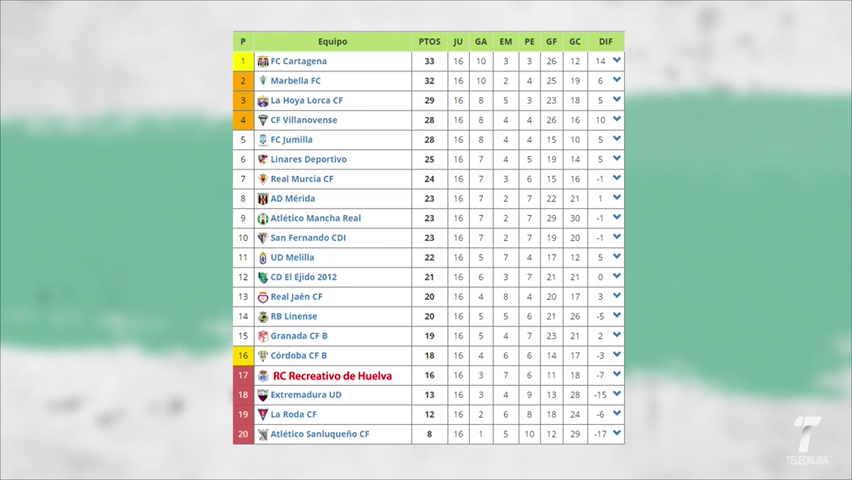 P Equipo PTOS JU GA EM PE GF GC DIF
1 FC Cartagena 33 16 10 3 3 26 12 14
2 Marbella FC 32 16 10 2 4 25 19 6
3 La Hoya Lorca CF 29 16 8 5 3 23 18 5
4 CF Villanovense 28 16 8 4 4 26 16 10
5 FC Jumilla 28 16 8 4 4 15 10 5
6 Linares Deportivo 25 16 7 4 5 19 14 5
7 Real Murcia CF 24 16 7 3 6 15 16 -1
8 AD Mérida 23 16 7 2 7 22 21 1
9 Atlético Mancha Real 23 16 7 2 7 29 30 -1
10 San Fernando CDI 23 16 7 2 7 19 20 -1
11 UD Melilla 22 16 5 7 4 17 12 5
12 CD El Ejido 2012 21 16 6 3 7 21 21 0
13 Real Jaén CF 20 16 4 8 4 20 17 3
14 RB Linense 20 16 5 5 6 21 26 -5
15 Granada CF B 19 16 5 4 7 23 21 2
16 Córdoba CF B 18 16 4 6 6 14 17 -3
17 RC Recreativo de Huelva 16 16 3 7 6 11 18 -7
18 Extremadura UD 13 16 3 4 9 13 28 -15
19 La Roda CF 12 16 2 6 8 18 24 -6
20 Atlético Sanluqueño CF 8 16 1 5 10 12 29 -17
TELEONUBA